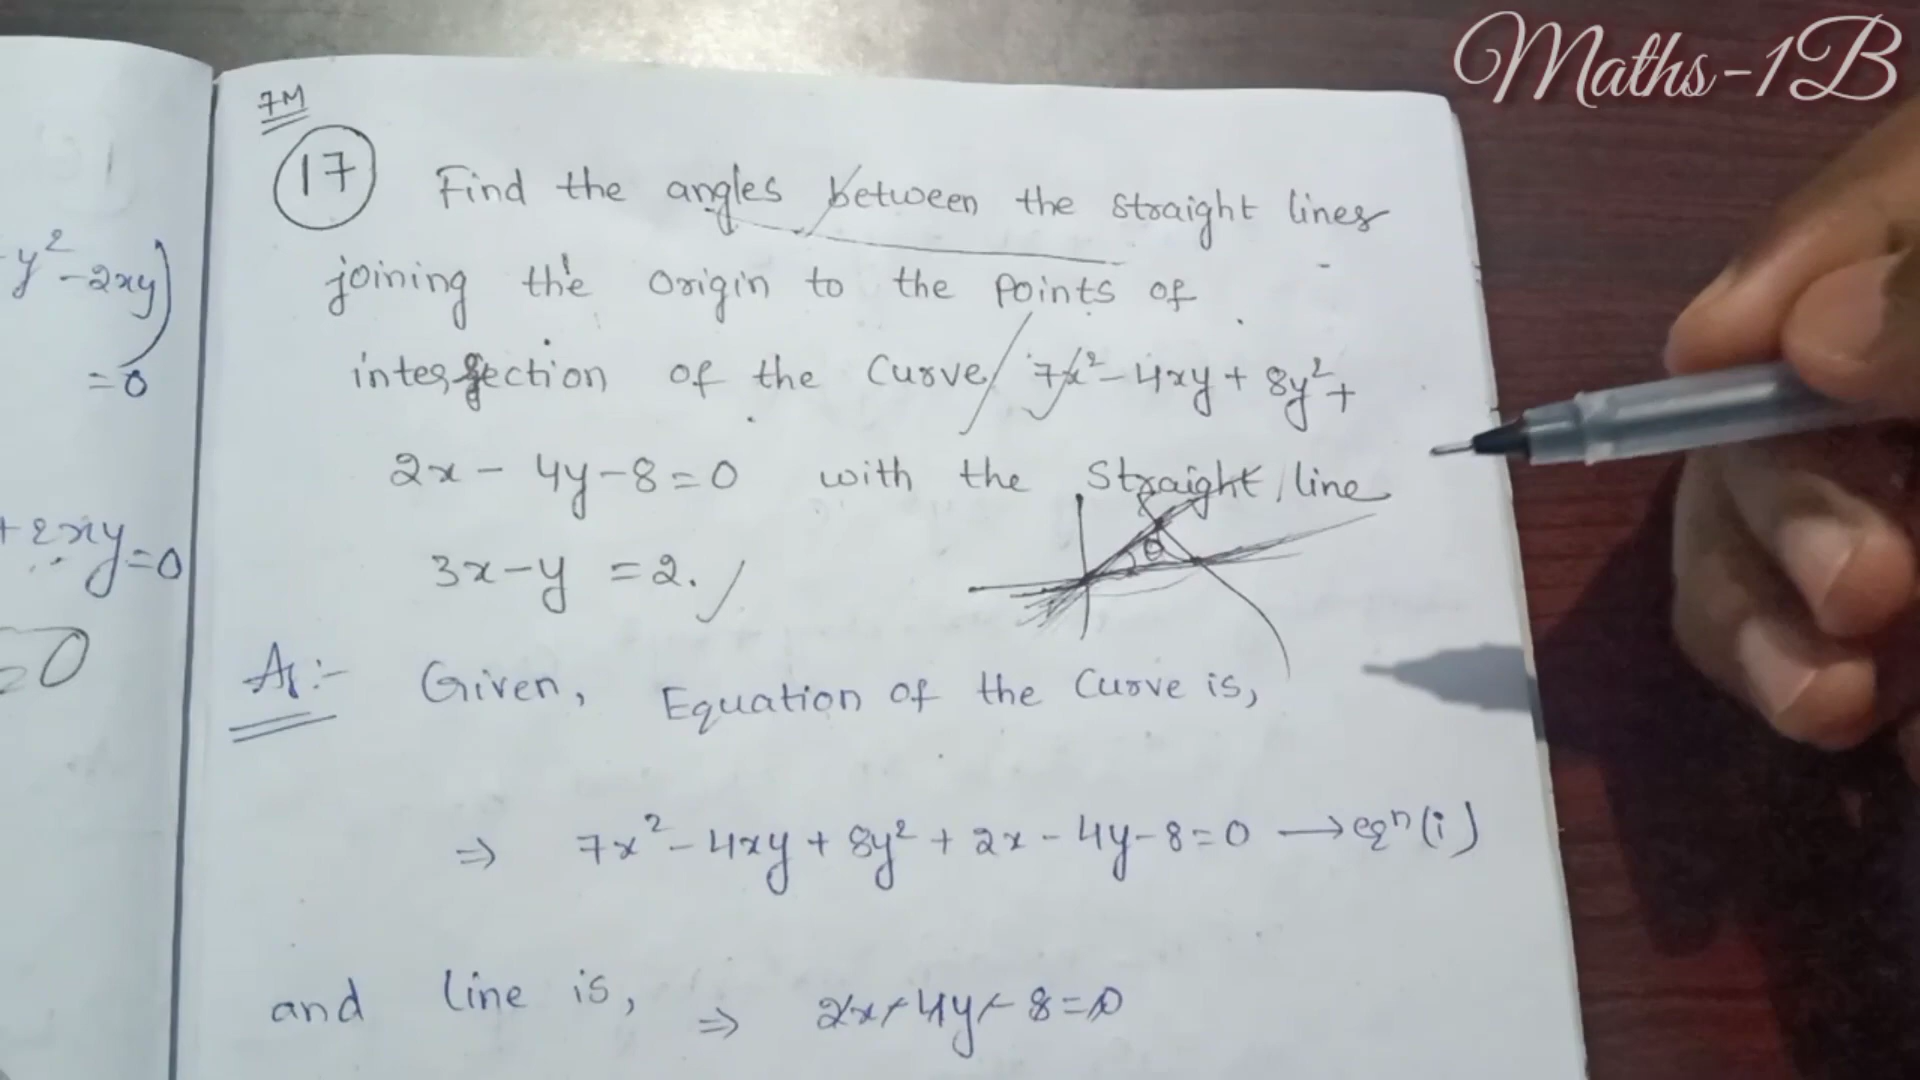 Maths-1B
7M
17 Find the angles between the straight lines
joining the origin to the points of
intersection of the curve 7x² - 4xy + 8y² +
2x - 4y - 8 = 0 with the straight line
3x - y = 2.
θ
A:- Given, Equation of the curve is,
⇒ 7x² - 4xy + 8y² + 2x - 4y - 8 = 0 → eqⁿ (i)
and line is, ⇒ 2x - 4y - 8 = 0
y² - 2xy)
= 0
+ 2xy = 0
= 0